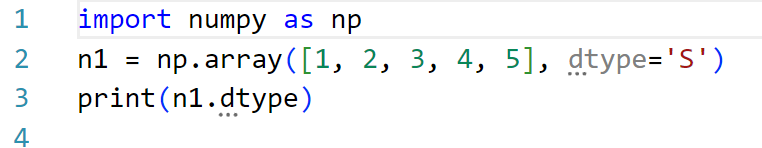 1 import numpy as np
2 n1 = np.array([1, 2, 3, 4, 5], dtype='S')
3 print(n1.dtype)
4